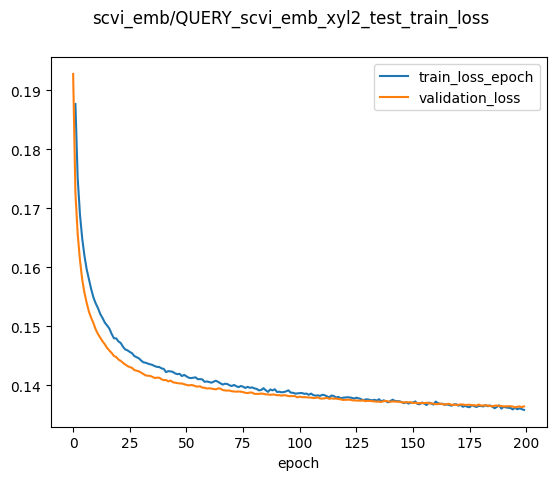 scvi_emb/QUERY_scvi_emb_xyl2_test_train_loss
train_loss_epoch
validation_loss
0.19
0.18
0.17
0.16
0.15
0.14
0 25 50 75 100 125 150 175 200
epoch